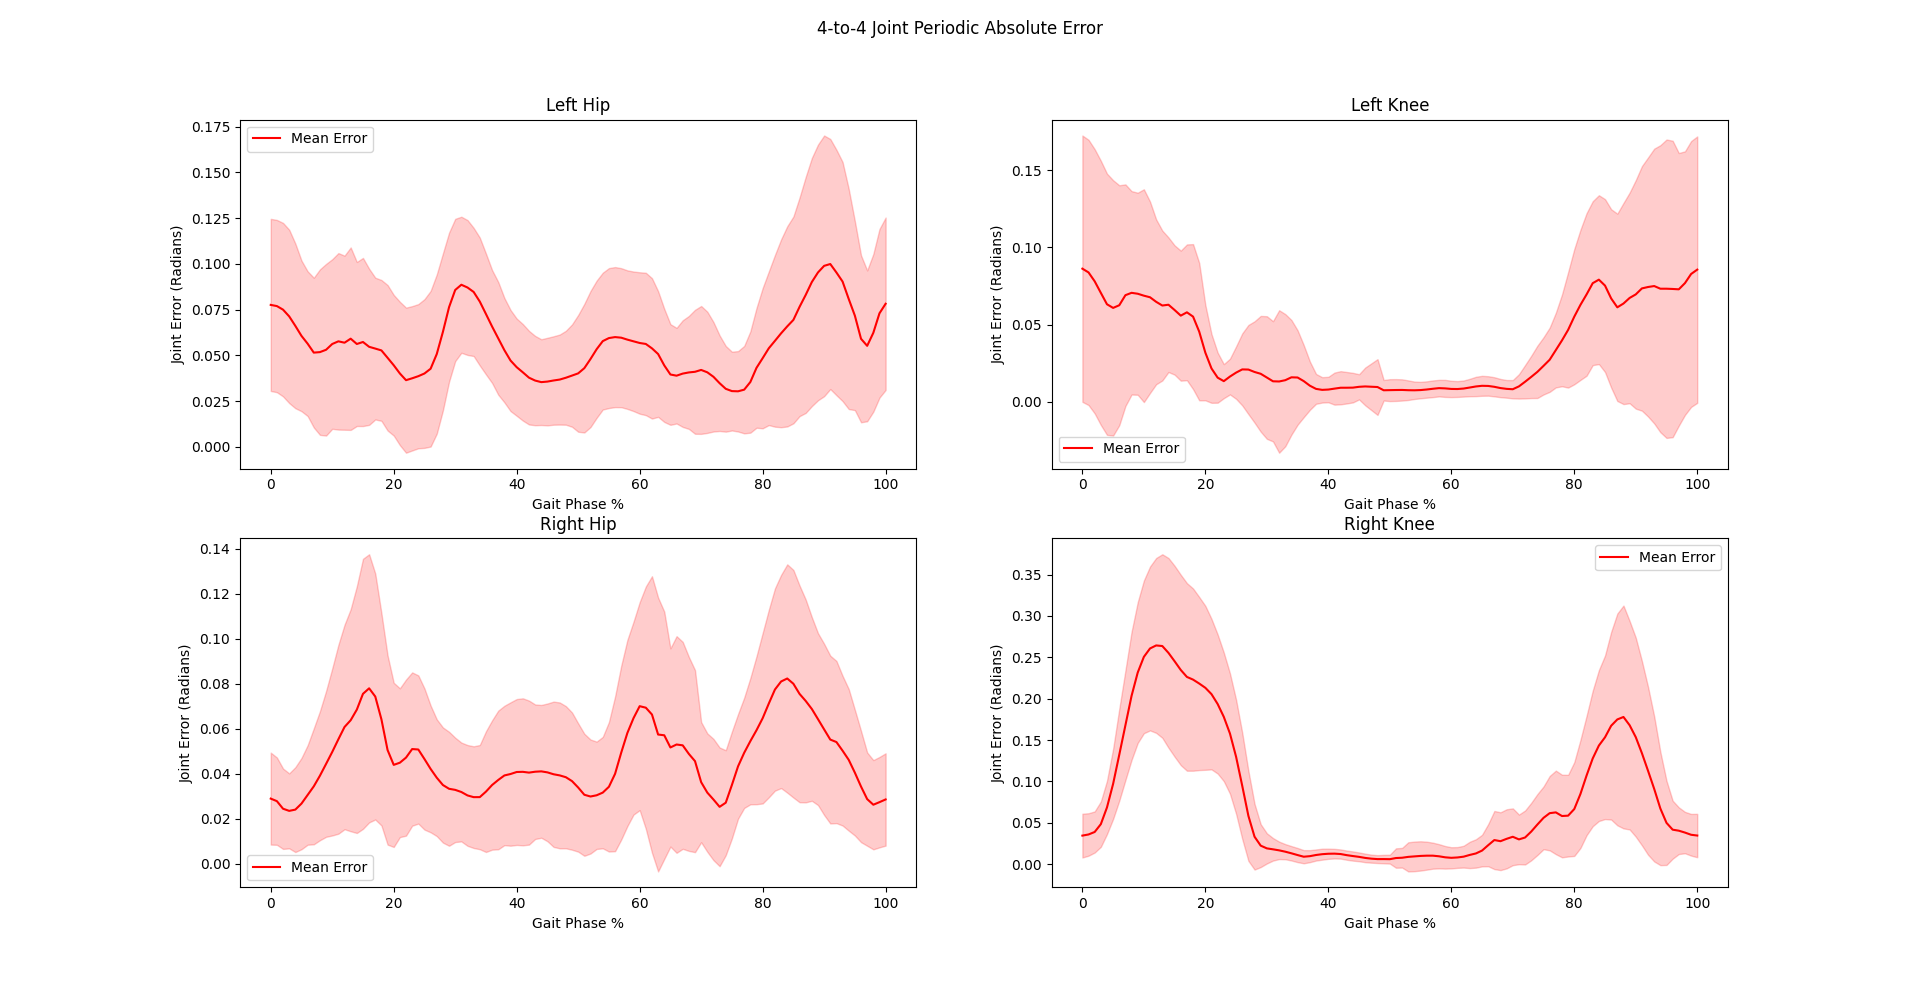 4-to-4 Joint Periodic Absolute Error
Left Hip
Mean Error
Joint Error (Radians)
0.175
0.150
0.125
0.100
0.075
0.050
0.025
0.000
0 20 40 60 80 100
Gait Phase %
Left Knee
Mean Error
Joint Error (Radians)
0.15
0.10
0.05
0.00
0 20 40 60 80 100
Gait Phase %
Right Hip
Mean Error
Joint Error (Radians)
0.14
0.12
0.10
0.08
0.06
0.04
0.02
0.00
0 20 40 60 80 100
Gait Phase %
Right Knee
Mean Error
Joint Error (Radians)
0.35
0.30
0.25
0.20
0.15
0.10
0.05
0.00
0 20 40 60 80 100
Gait Phase %